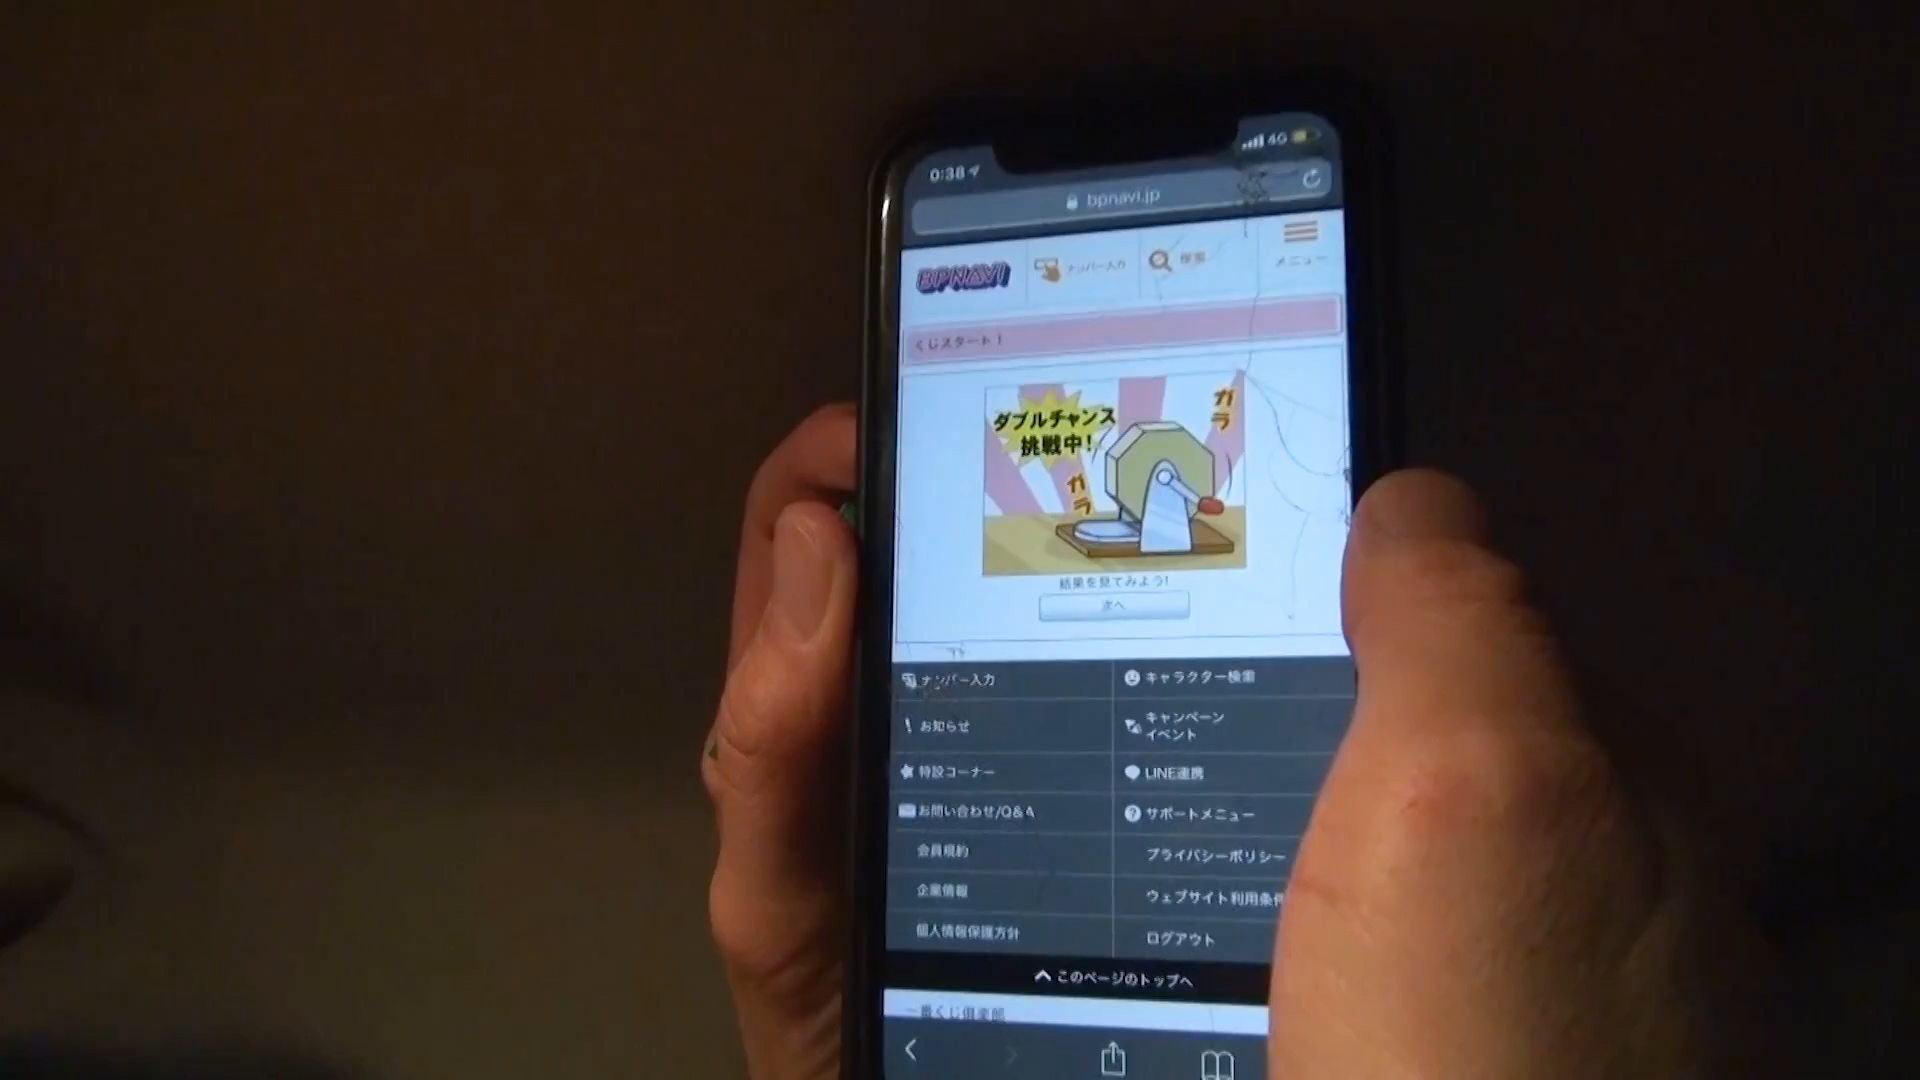 0:38
4G
bpnavi.jp
BPNAVI
ナンバー入力
検索
メニュー
くじスタート！
ダブルチャンス
挑戦中！
ガラ
ガラ
結果を見てみよう!
次へ
ナンバー入力
キャラクター検索
お知らせ
キャンペーン
イベント
特設コーナー
LINE連携
お問い合わせ/Q&A
サポートメニュー
会員規約
プライバシーポリシー
企業情報
ウェブサイト利用条件
個人情報保護方針
ログアウト
このページのトップへ
一番くじ倶楽部